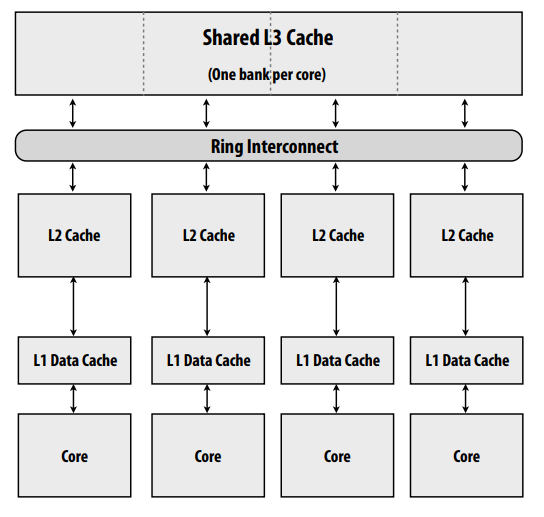 Shared L3 Cache
(One bank per core)
Ring Interconnect
L2 Cache
L2 Cache
L2 Cache
L2 Cache
L1 Data Cache
L1 Data Cache
L1 Data Cache
L1 Data Cache
Core
Core
Core
Core